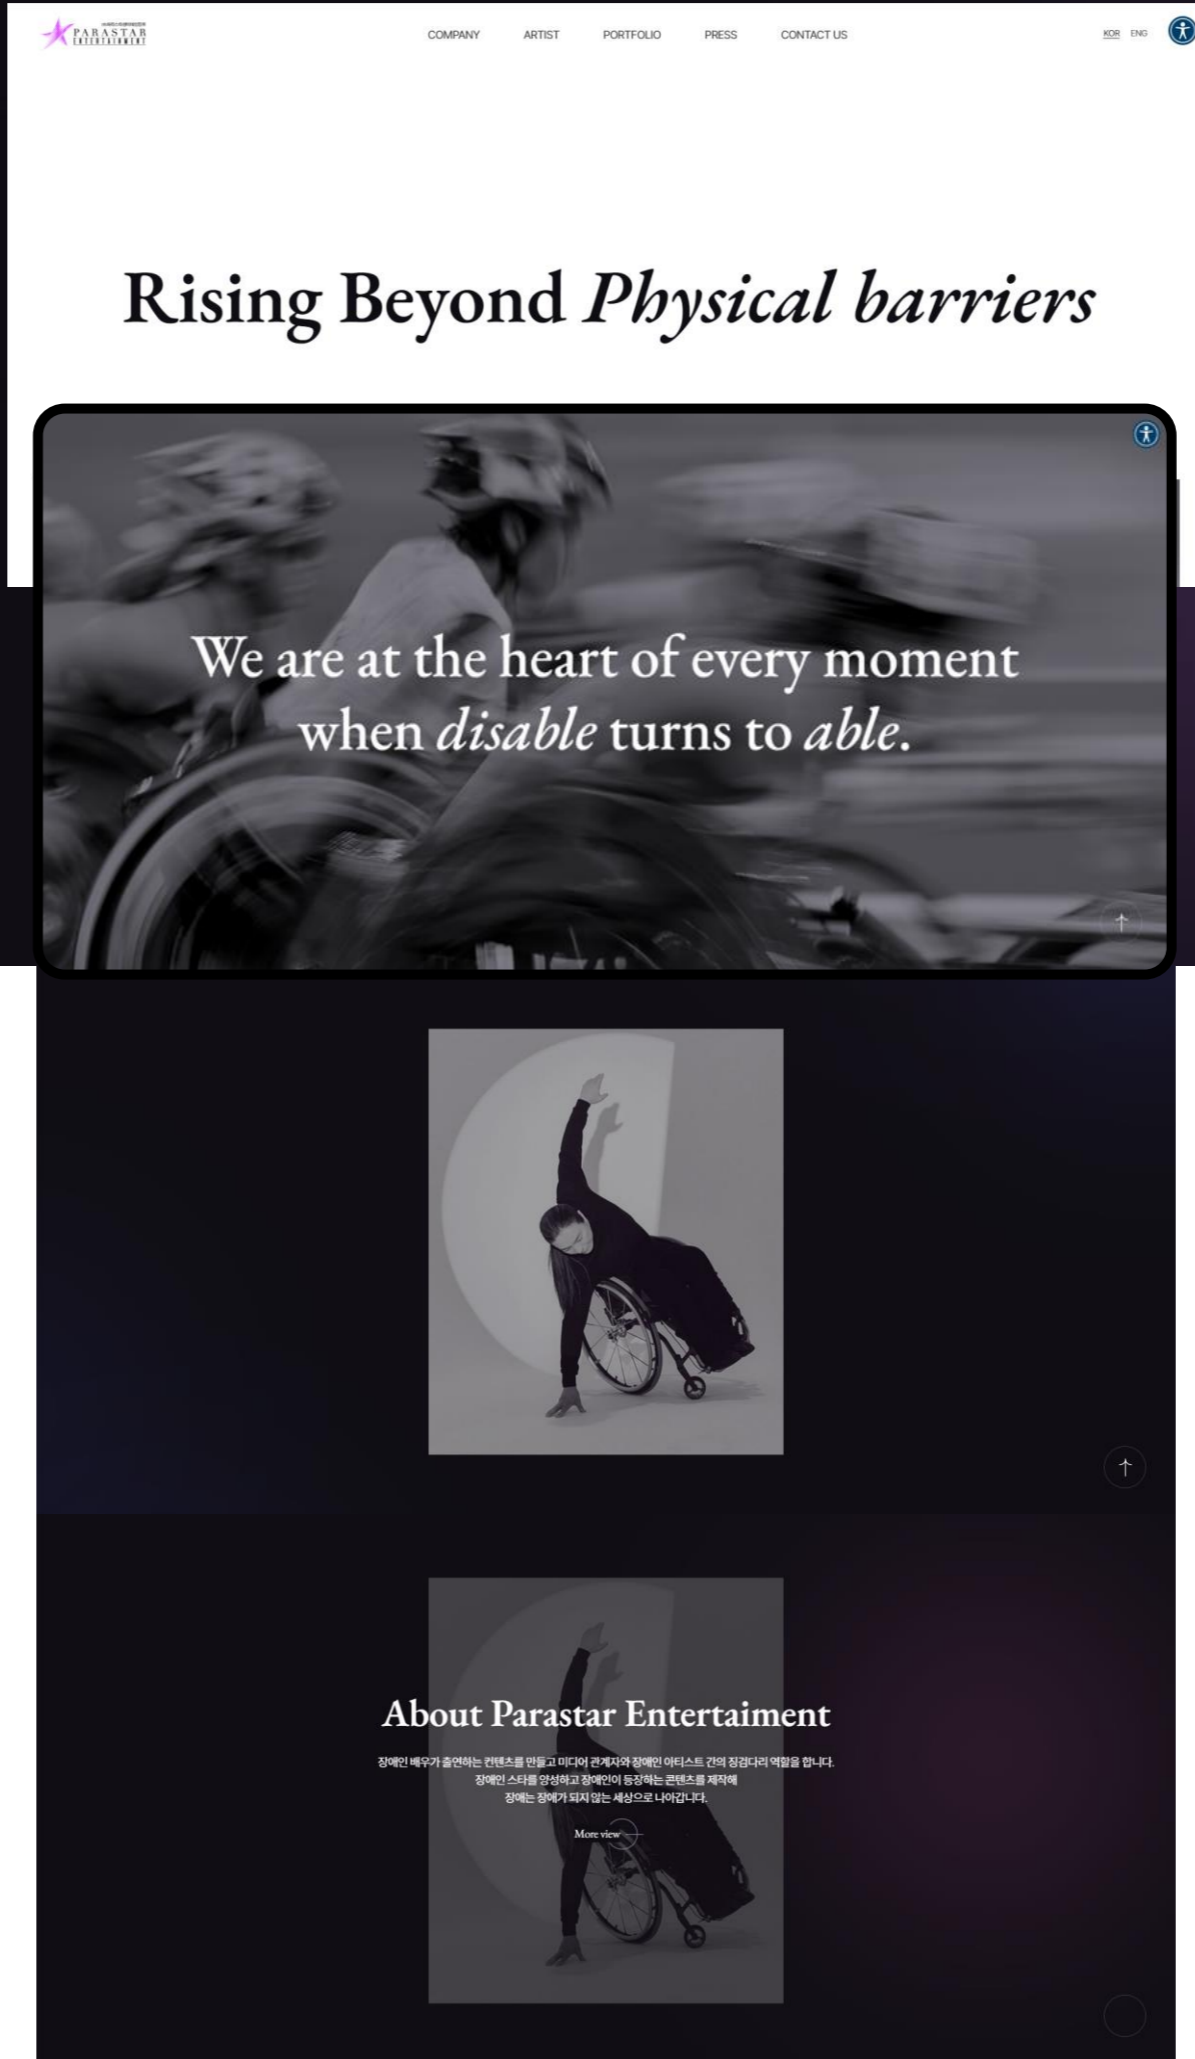 PARASTAR
ENTERTAINMENT
COMPANY ARTIST PORTFOLIO PRESS CONTACT US
KOR ENG
Rising Beyond Physical barriers
We are at the heart of every moment
when disable turns to able.
About Parastar Entertaiment
장애인 배우가 출연하는 컨텐츠를 만들고 미디어 관계자와 장애인 아티스트 간의 징검다리 역할을 합니다.
장애인 스타를 양성하고 장애인이 등장하는 콘텐츠를 제작해
장애는 장애가 되지 않는 세상으로 나아갑니다.
More view